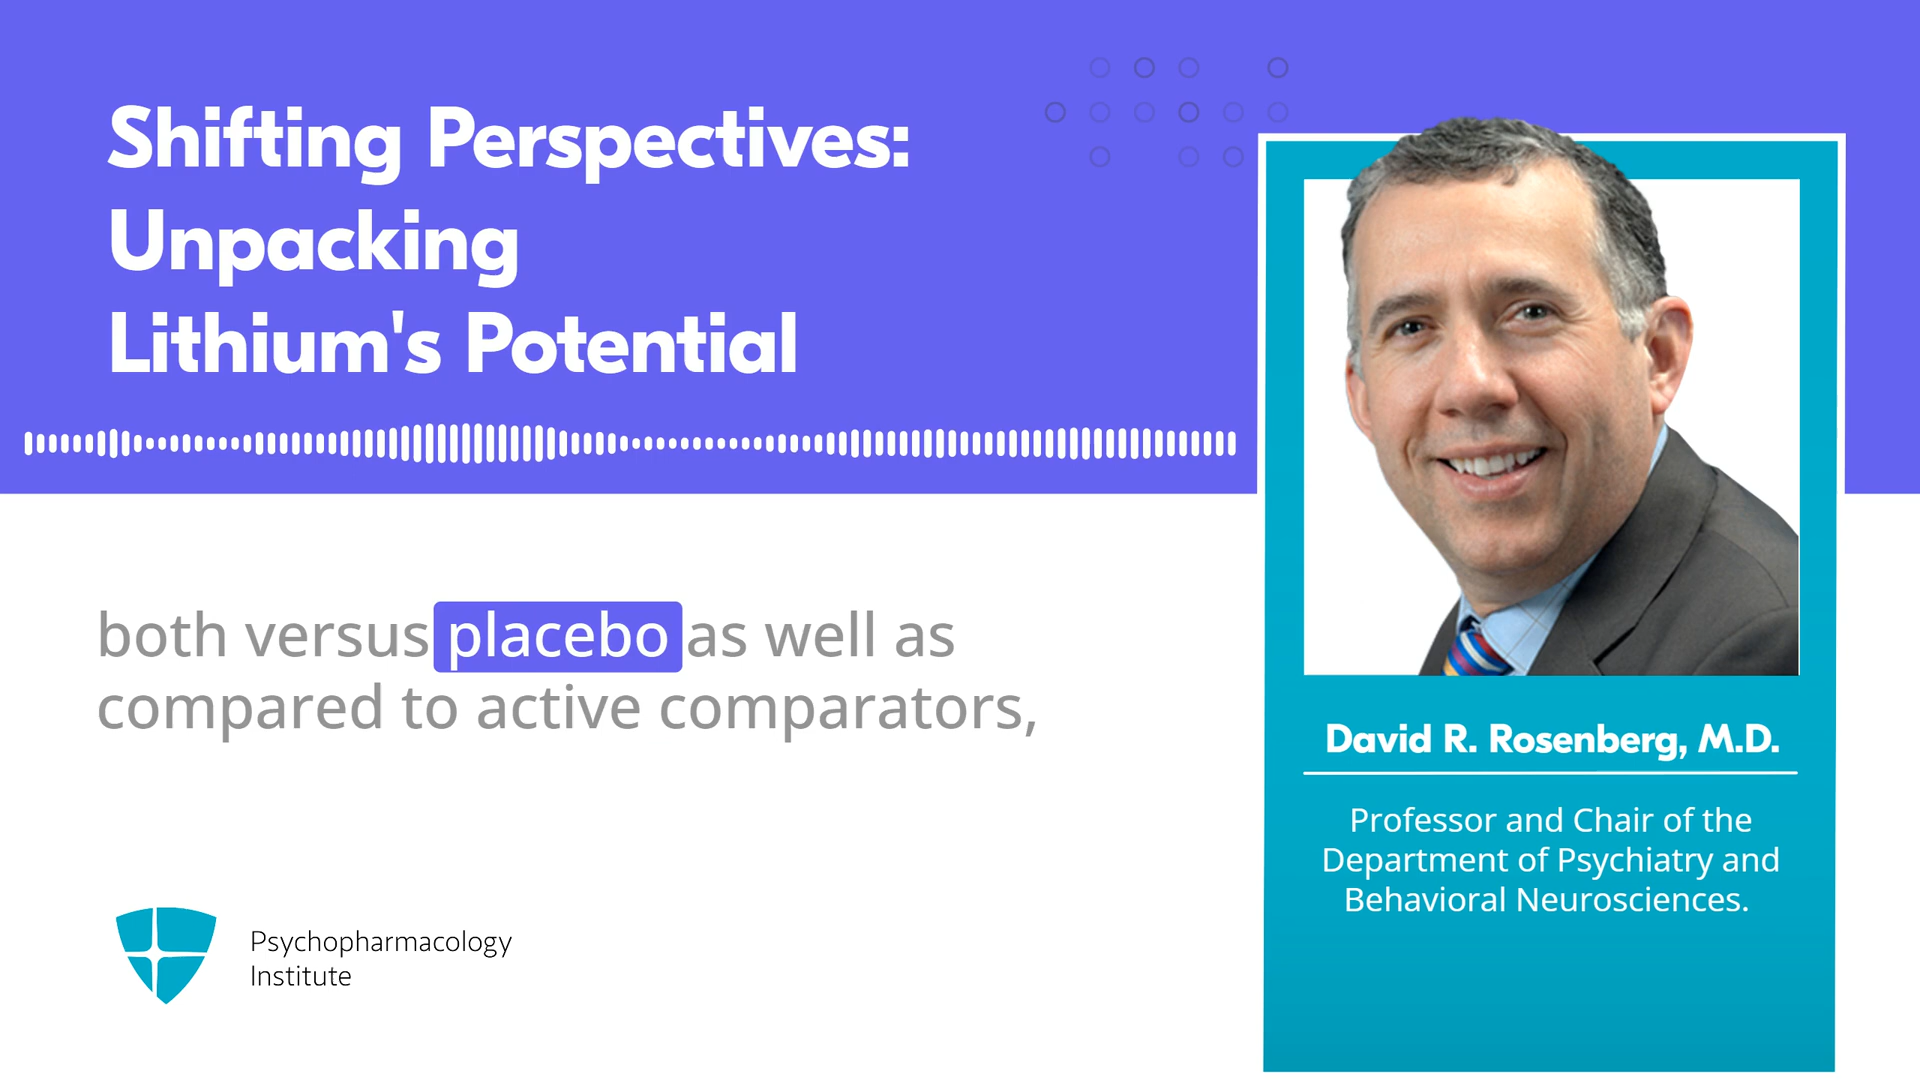 Shifting Perspectives:
Unpacking
Lithium's Potential
both versus placebo as well as
compared to active comparators,
Psychopharmacology
Institute
David R. Rosenberg, M.D.
Professor and Chair of the
Department of Psychiatry and
Behavioral Neurosciences.